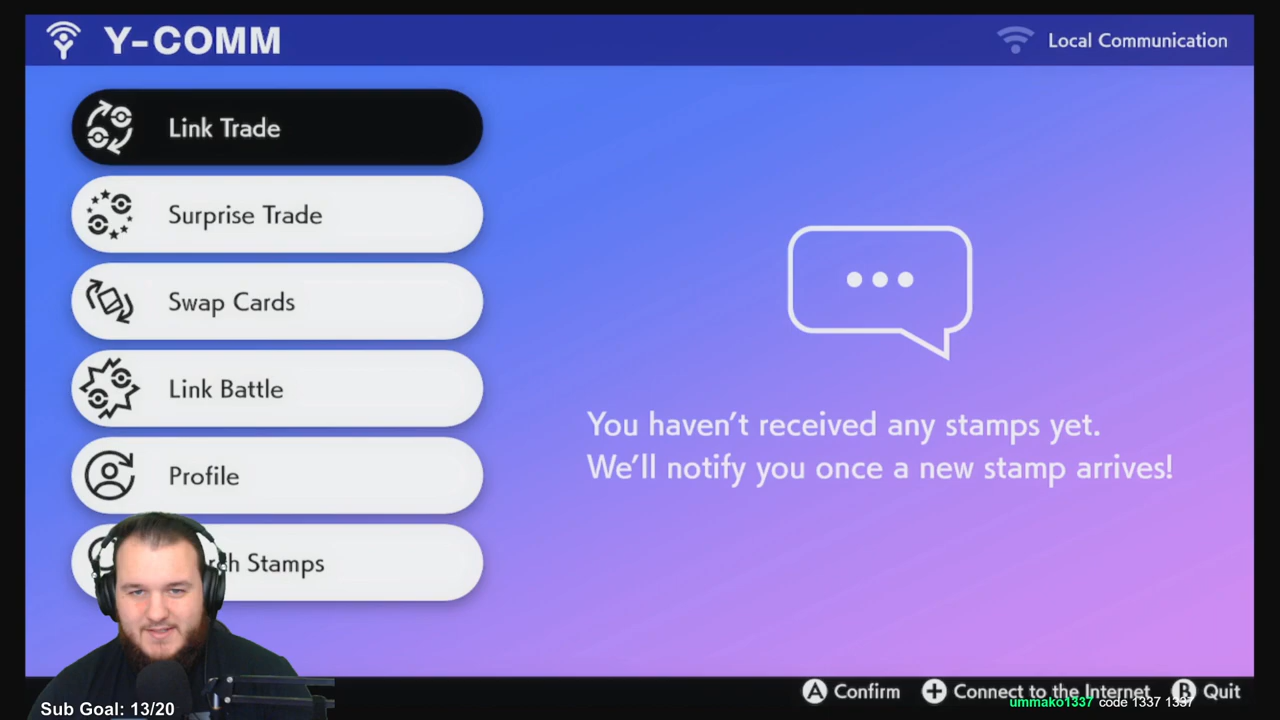 Y-COMM
Local Communication
Link Trade
Surprise Trade
Swap Cards
Link Battle
Profile
rch Stamps
You haven't received any stamps yet.
We'll notify you once a new stamp arrives!
Sub Goal: 13/20
A Confirm + Connect to the Internet B Quit
ummako1337 code 1337 1337